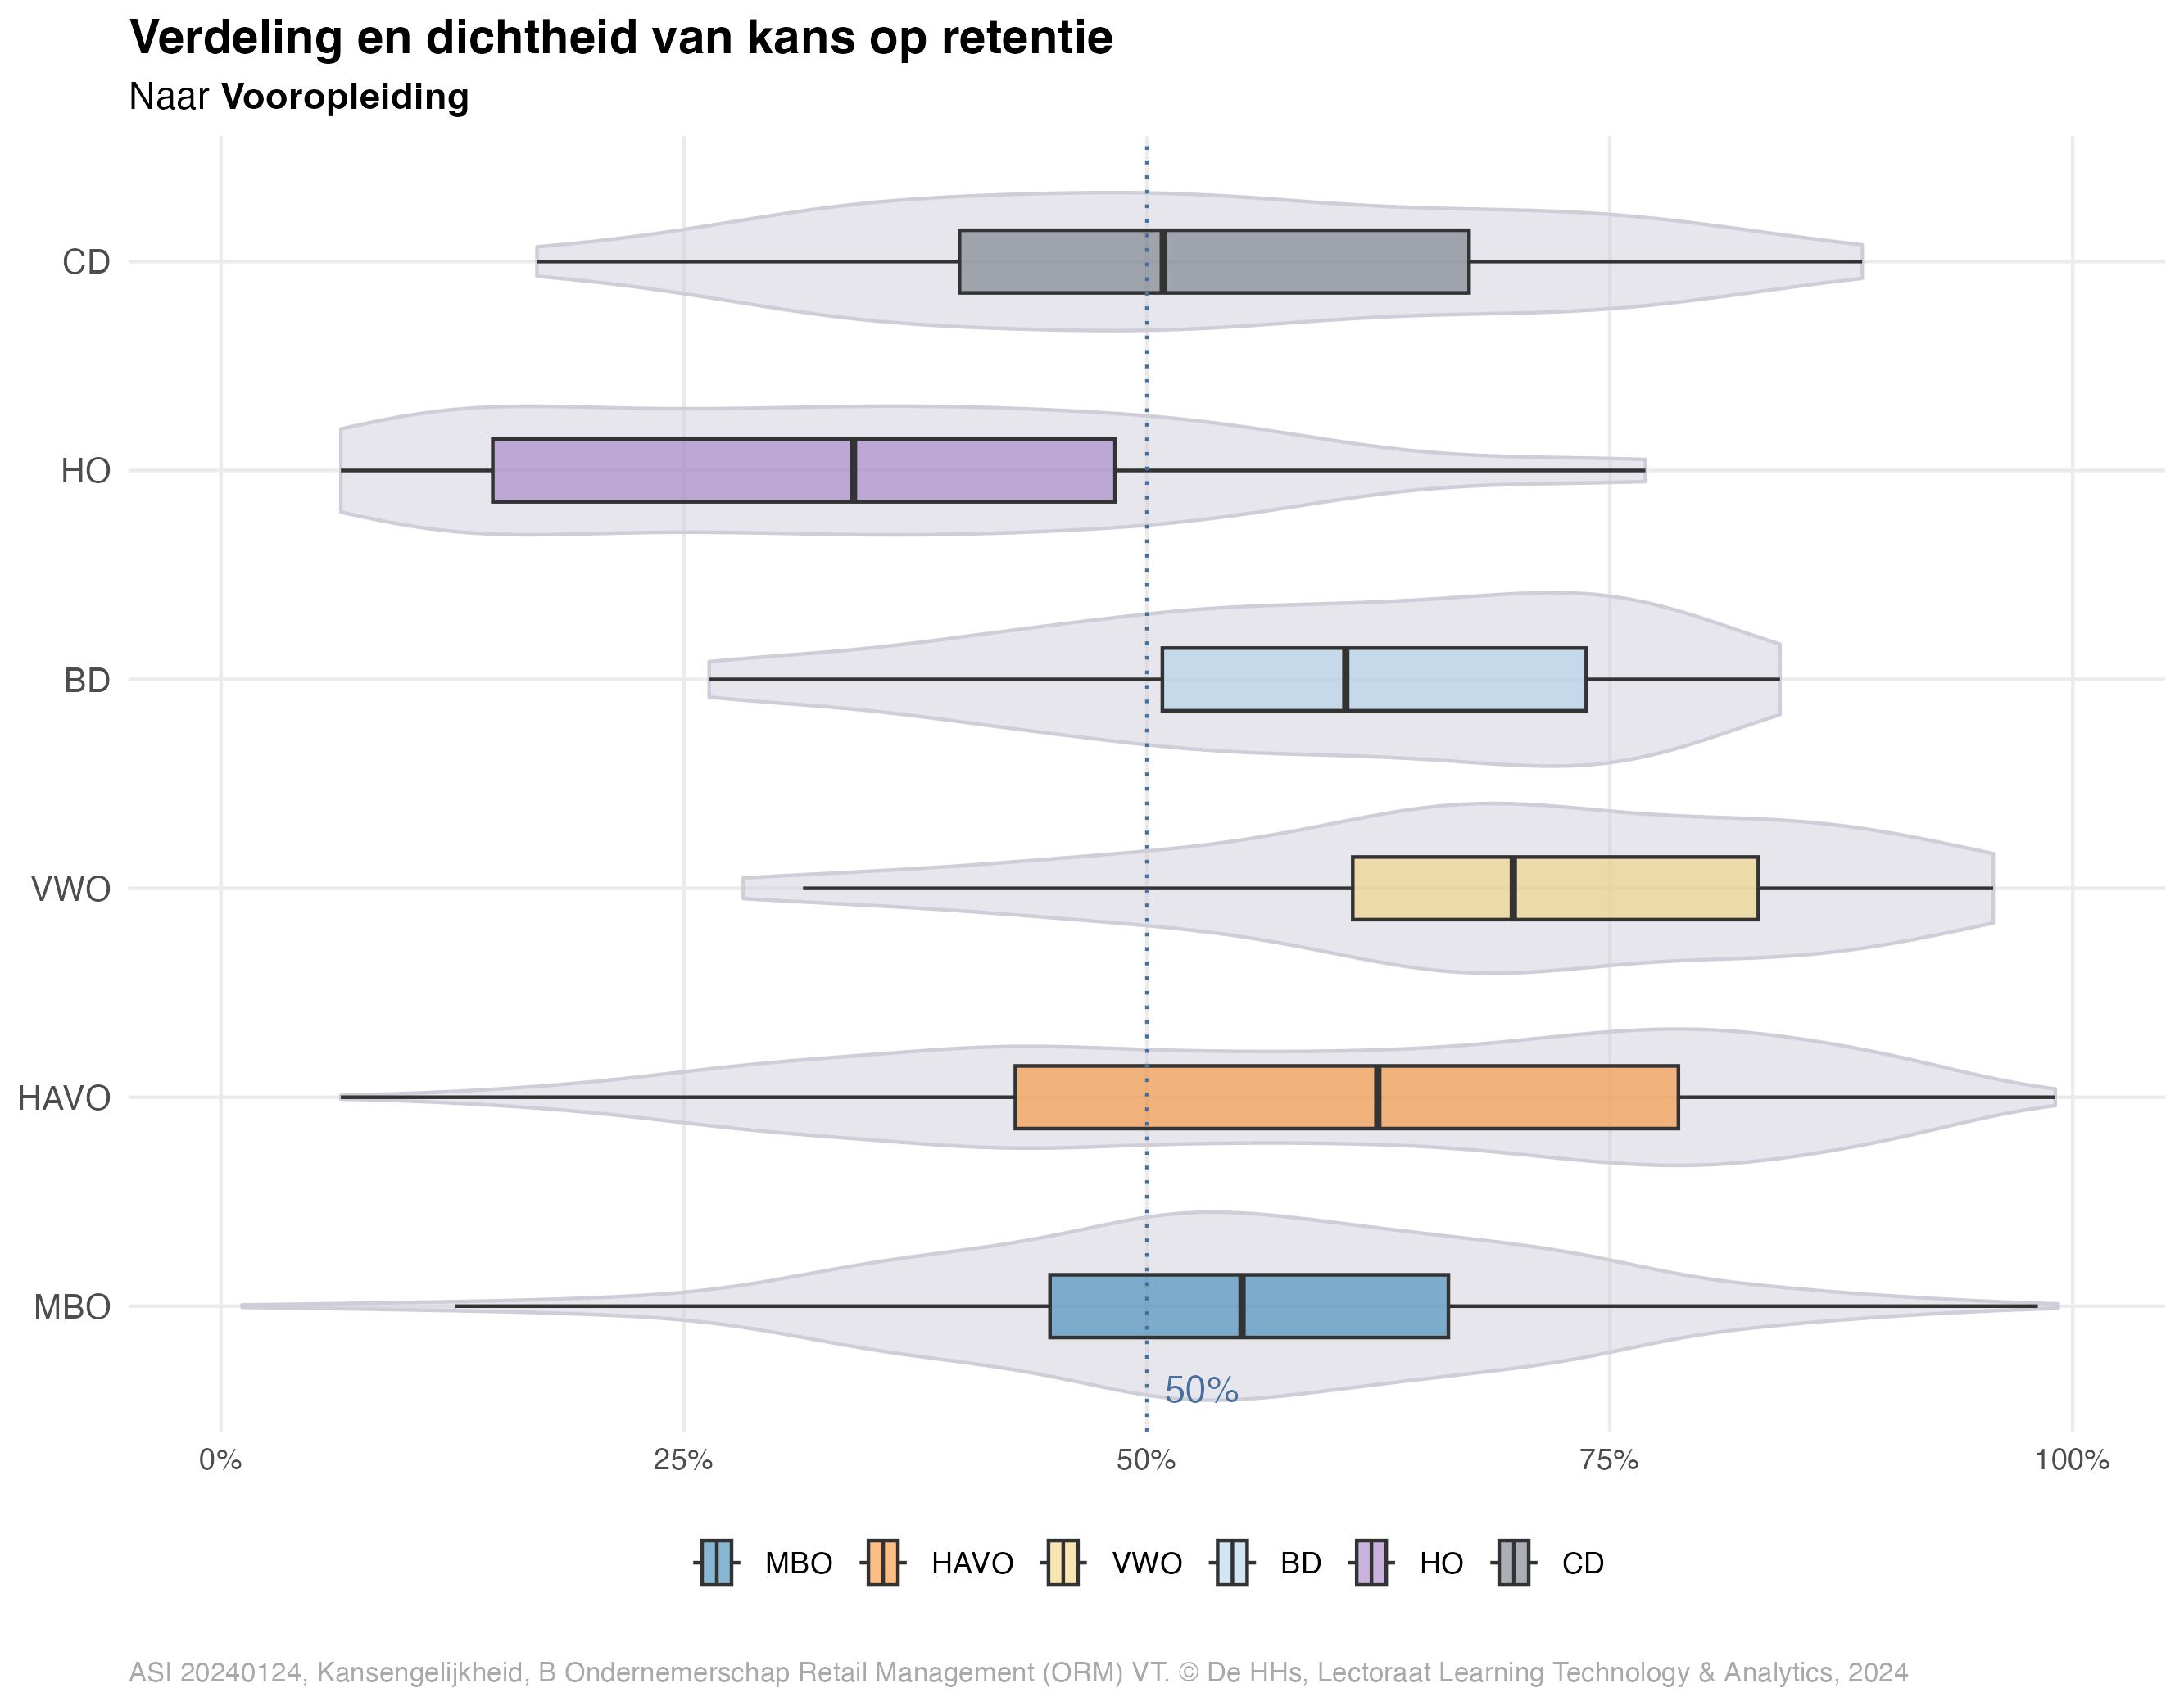 Verdeling en dichtheid van kans op retentie
Naar Vooropleiding
CD
HO
BD
VWO
HAVO
MBO
50%
0% 25% 50% 75% 100%
MBO HAVO VWO BD HO CD
ASI 20240124, Kansengelijkheid, B Ondernemerschap Retail Management (ORM) VT. © De HHs, Lectoraat Learning Technology & Analytics, 2024